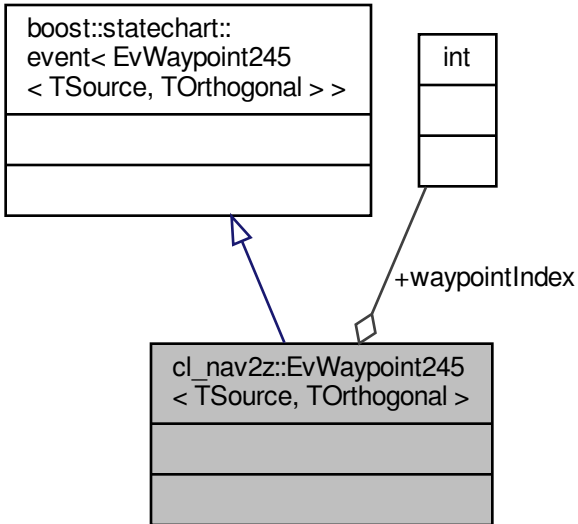 boost::statechart::
event< EvWaypoint245
< TSource, TOrthogonal > >
int
+waypointIndex
cl_nav2z::EvWaypoint245
< TSource, TOrthogonal >